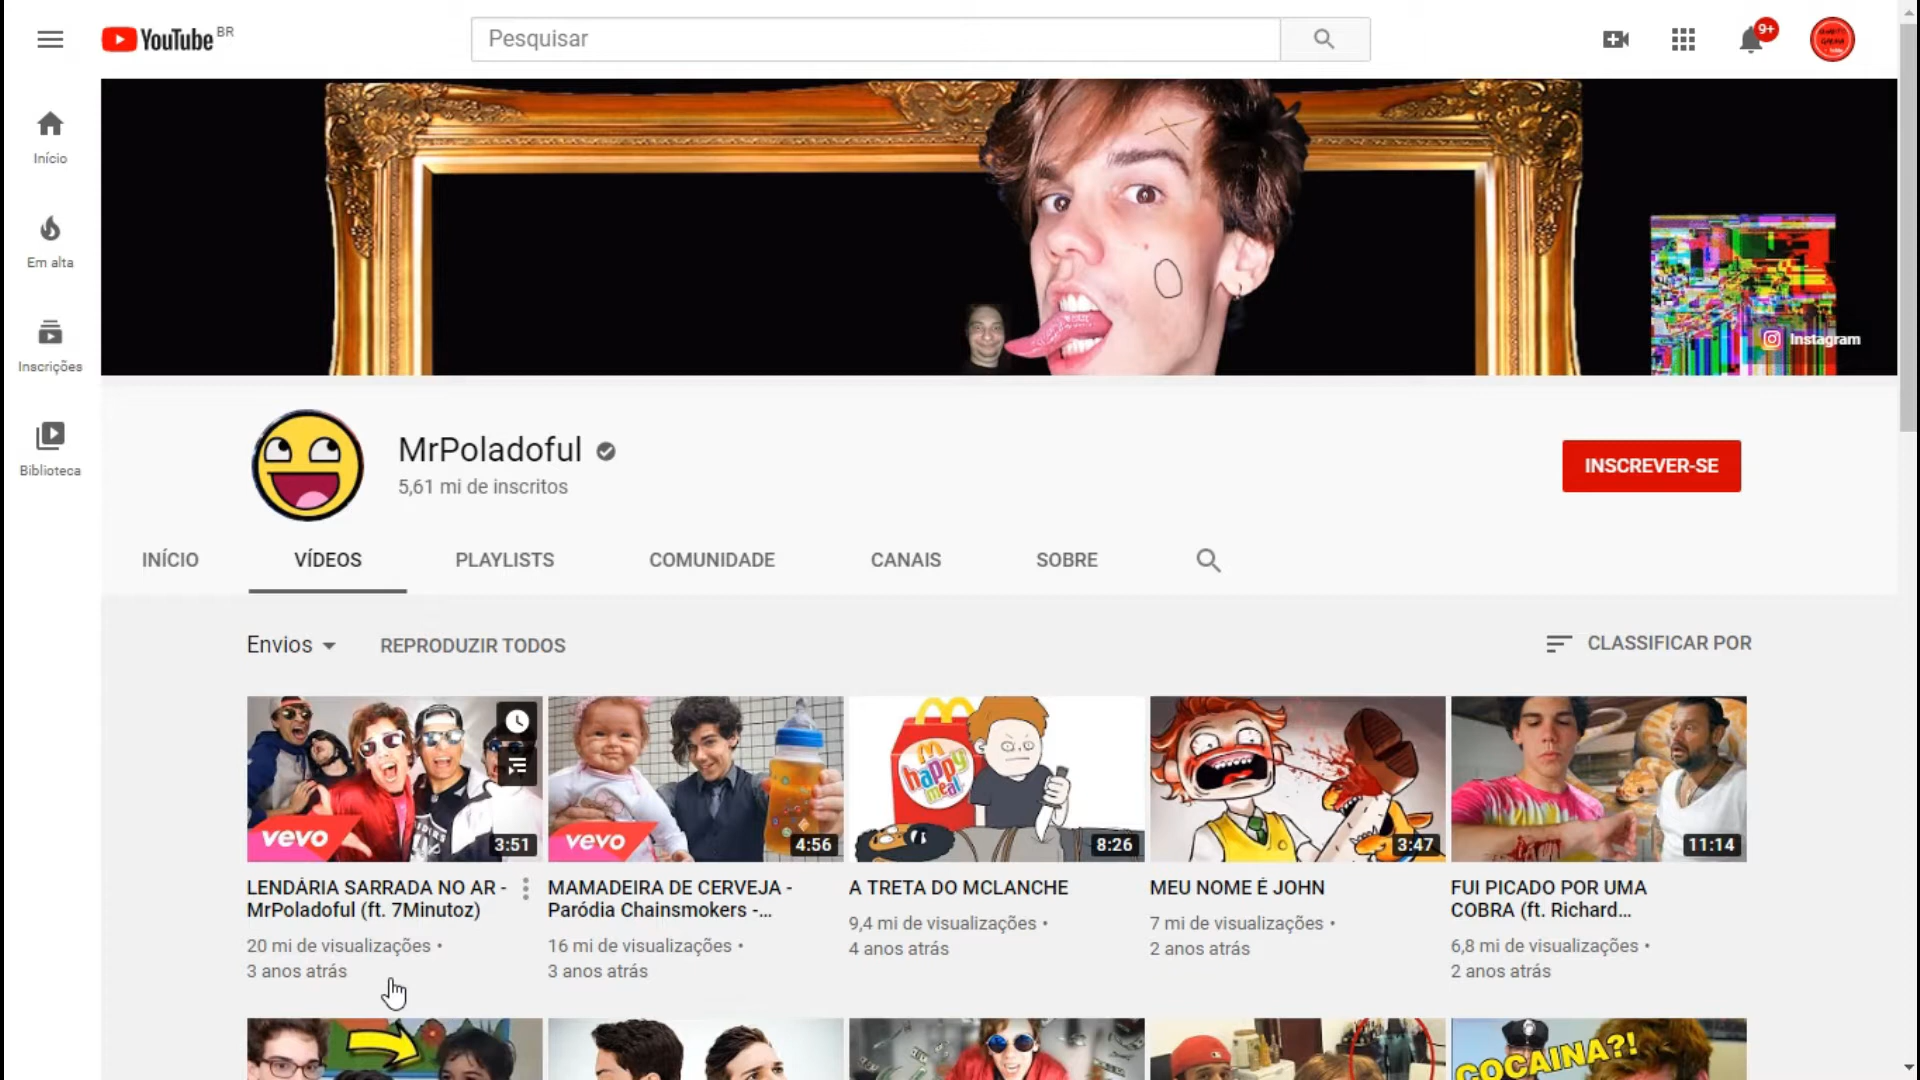 YouTube BR
Pesquisar
9+
Início
Em alta
Inscrições
Biblioteca
Instagram
MrPoladoful
5,61 mi de inscritos
INSCREVER-SE
INÍCIO
VÍDEOS
PLAYLISTS
COMUNIDADE
CANAIS
SOBRE
Envios
REPRODUZIR TODOS
CLASSIFICAR POR
vevo
3:51
vevo
4:56
happy
meal
8:26
3:47
11:14
LENDÁRIA SARRADA NO AR -
MrPoladoful (ft. 7Minutoz)
20 mi de visualizações •
3 anos atrás
MAMADEIRA DE CERVEJA -
Paródia Chainsmokers -...
16 mi de visualizações •
3 anos atrás
A TRETA DO MCLANCHE
9,4 mi de visualizações •
4 anos atrás
MEU NOME É JOHN
7 mi de visualizações •
2 anos atrás
FUI PICADO POR UMA
COBRA (ft. Richard...
6,8 mi de visualizações •
2 anos atrás
COCAINA?!